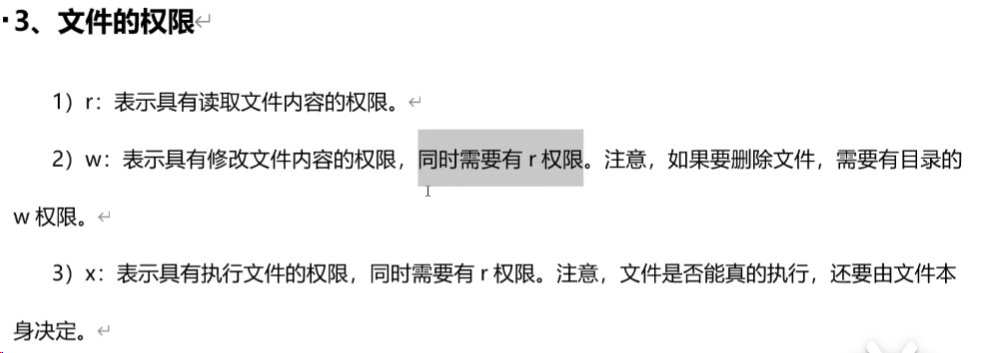 3、文件的权限
1）r：表示具有读取文件内容的权限。
2）w：表示具有修改文件内容的权限，同时需要有 r 权限。注意，如果要删除文件，需要有目录的
w 权限。
3）x：表示具有执行文件的权限，同时需要有 r 权限。注意，文件是否能真的执行，还要由文件本
身决定。